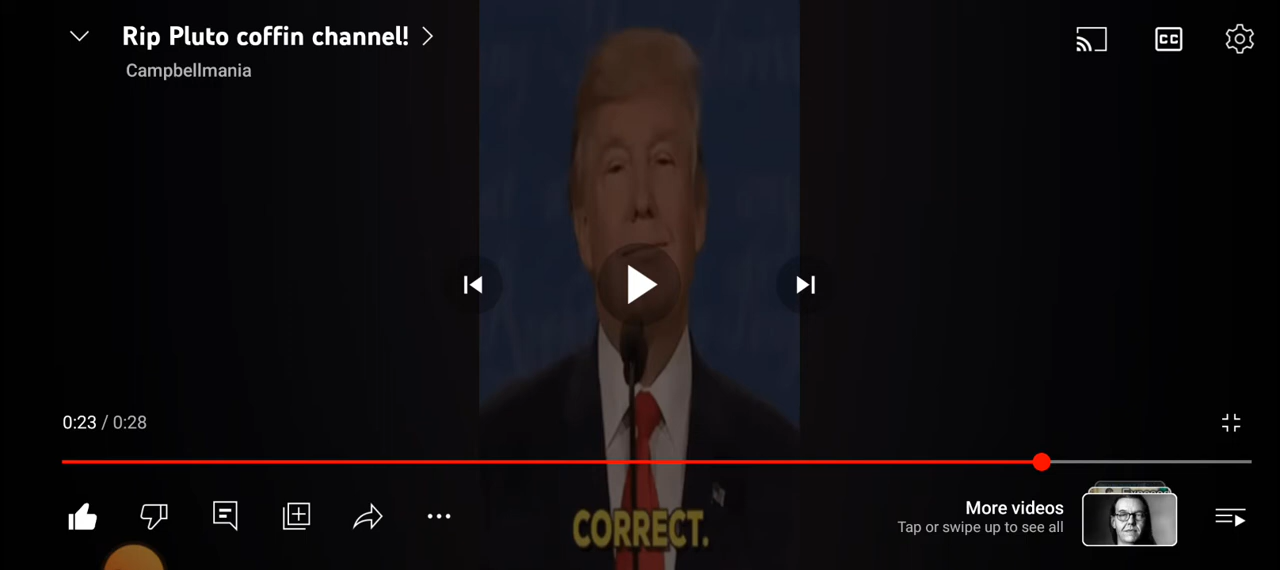 Rip Pluto coffin channel!
Campbellmania
CC
0:23 / 0:28
More videos
Tap or swipe up to see all
CORRECT.